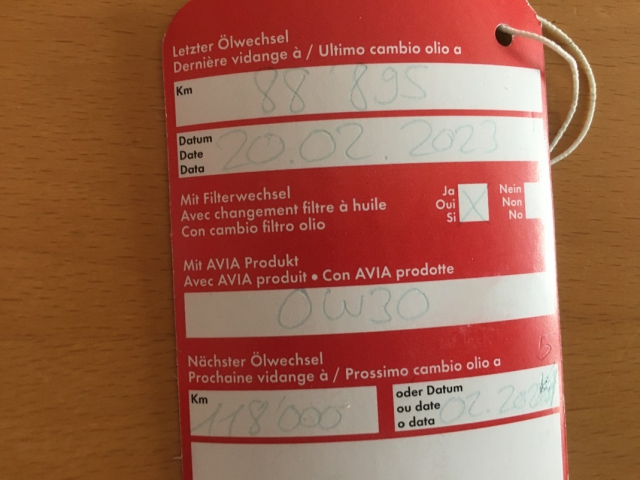 Letzter Ölwechsel
Dernière vidange à / Ultimo cambio olio a
Km 88'895
Datum 20.02.2023
Date
Data
Mit Filterwechsel
Avec changement filtre à huile
Con cambio filtro olio
Ja
Oui
Si
X
Nein
Non
No
Mit AVIA Produkt
Avec AVIA produit • Con AVIA prodotte
0W30
Nächster Ölwechsel
Prochaine vidange à / Prossimo cambio olio a
Km
118'000
oder Datum
ou date
o data